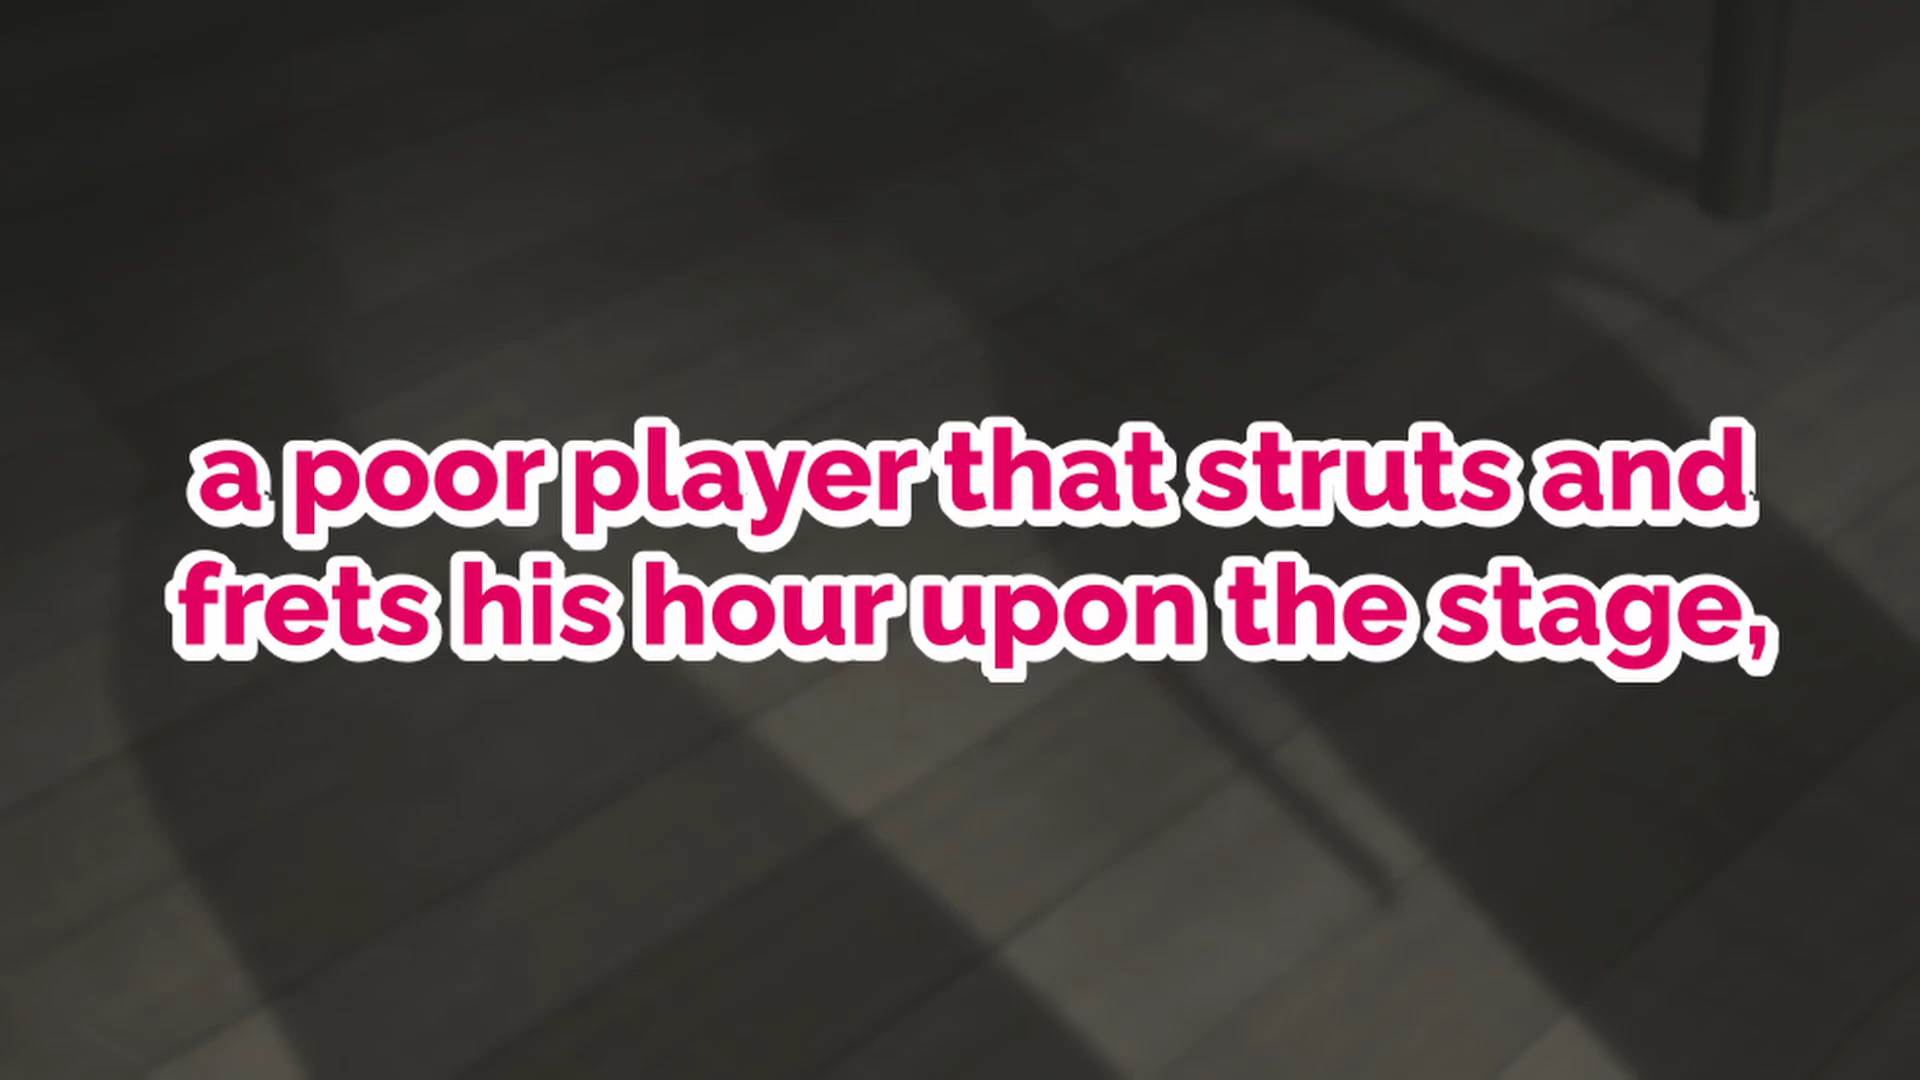 a poor player that struts and
frets his hour upon the stage,